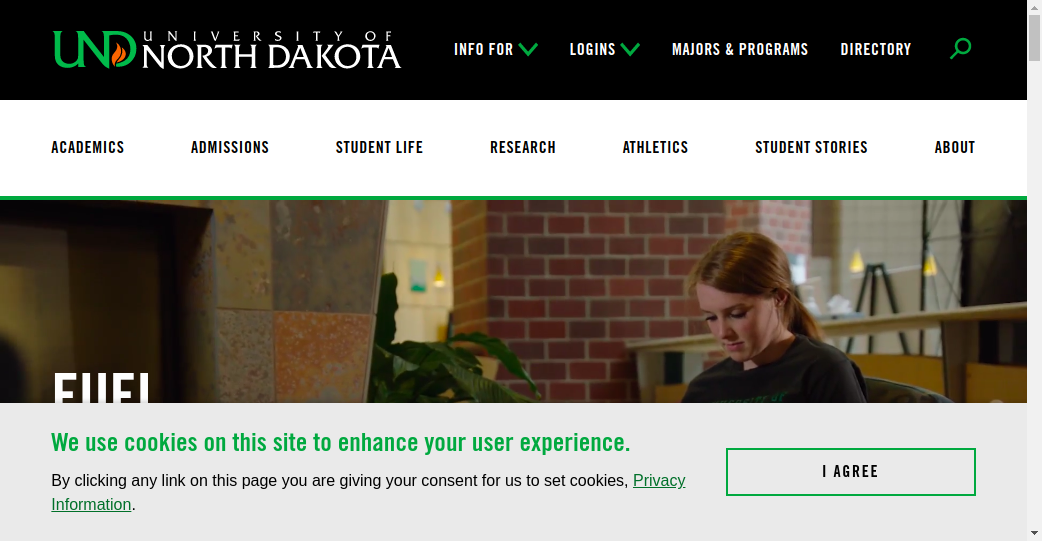 UND UNIVERSITY OF
NORTH DAKOTA
INFO FOR
LOGINS
MAJORS & PROGRAMS
DIRECTORY
ACADEMICS
ADMISSIONS
STUDENT LIFE
RESEARCH
ATHLETICS
STUDENT STORIES
ABOUT
We use cookies on this site to enhance your user experience.
By clicking any link on this page you are giving your consent for us to set cookies, Privacy
Information.
I AGREE